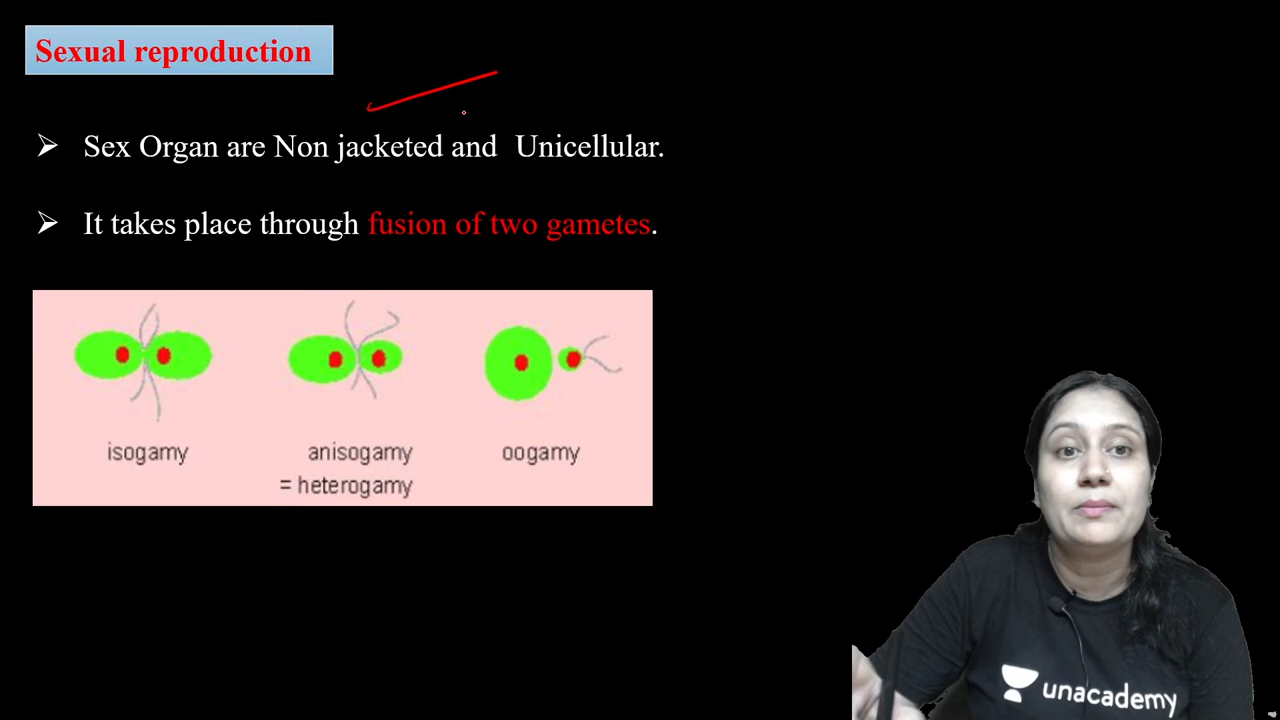 Sexual reproduction
Sex Organ are Non jacketed and Unicellular.
It takes place through fusion of two gametes.
isogamy
anisogamy
= heterogamy
oogamy
unacademy